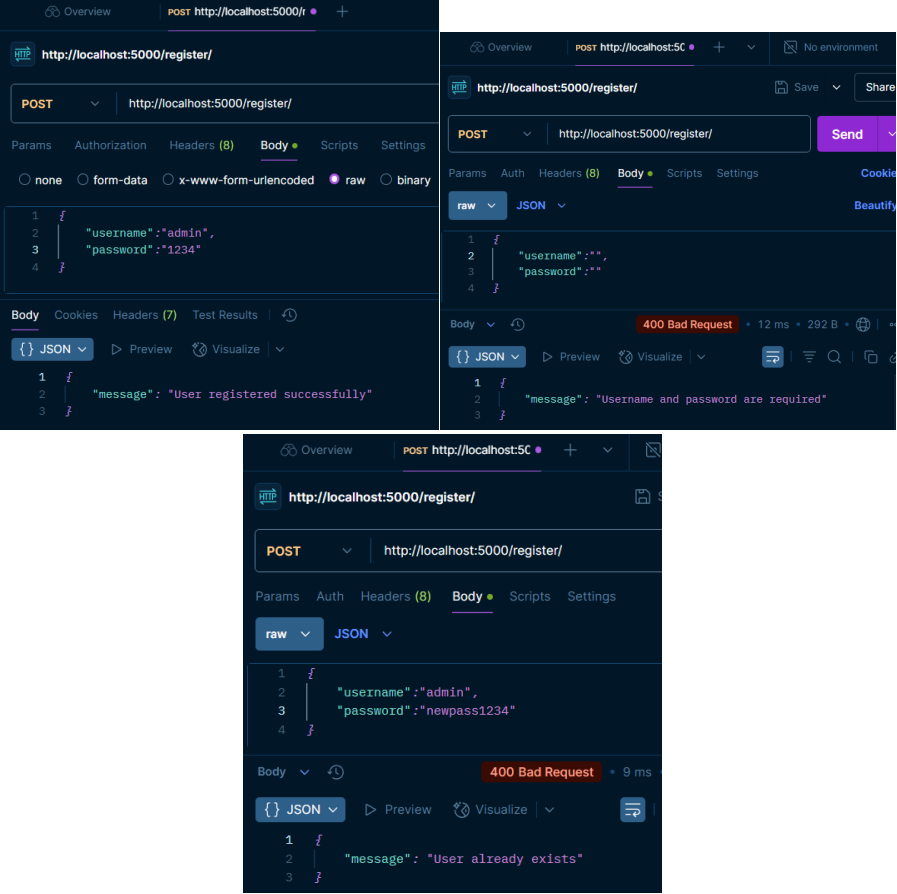 Overview POST http://localhost:5000/r
HTTP http://localhost:5000/register/
POST http://localhost:5000/register/
Params Authorization Headers (8) Body Scripts Settings
none form-data x-www-form-urlencoded raw binary
1 {
2 "username":"admin",
3 "password":"1234"
4 }
Body Cookies Headers (7) Test Results
{} JSON Preview Visualize
1 {
2 "message": "User registered successfully"
3 }
Overview POST http://localhost:50 No environment
HTTP http://localhost:5000/register/ Save Share
POST http://localhost:5000/register/ Send
Params Auth Headers (8) Body Scripts Settings Cookie
raw JSON Beautify
1 {
2 "username":"",
3 "password":""
4 }
Body 400 Bad Request • 12 ms • 292 B •
{} JSON Preview Visualize
1 {
2 "message": "Username and password are required"
3 }
Overview POST http://localhost:50
HTTP http://localhost:5000/register/ S
POST http://localhost:5000/register/
Params Auth Headers (8) Body Scripts Settings
raw JSON
1 {
2 "username":"admin",
3 "password":"newpass1234"
4 }
Body 400 Bad Request • 9 ms
{} JSON Preview Visualize
1 {
2 "message": "User already exists"
3 }